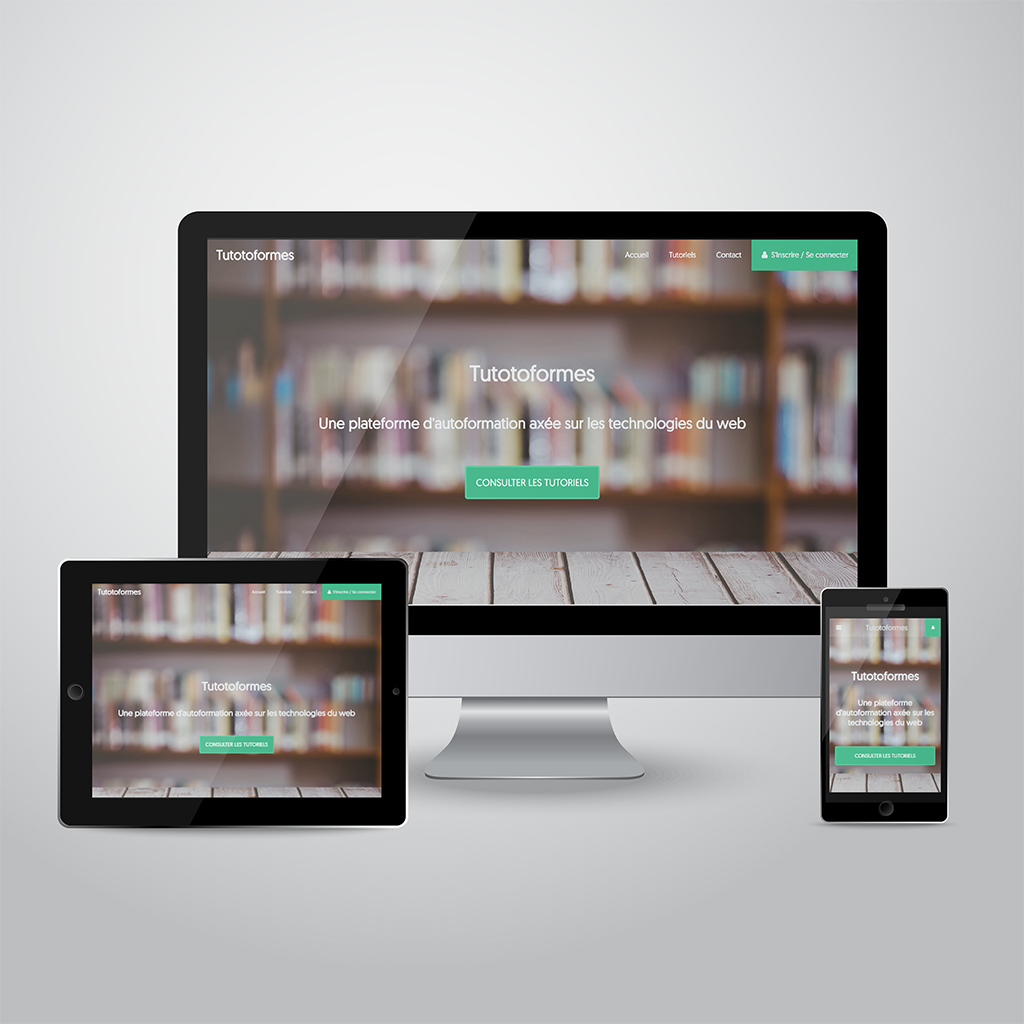 Tutotoformes
Accueil Tutoriels Contact S'inscrire / Se connecter
Tutotoformes
Une plateforme d'autoformation axée sur les technologies du web
CONSULTER LES TUTORIELS
Tutotoformes
Accueil Tutoriels Contact S'inscrire / Se connecter
Tutotoformes
Une plateforme d'autoformation axée sur les technologies du web
CONSULTER LES TUTORIELS
Tutotoformes
Tutotoformes
Une plateforme
d'autoformation axée sur les
technologies du web
CONSULTER LES TUTORIELS